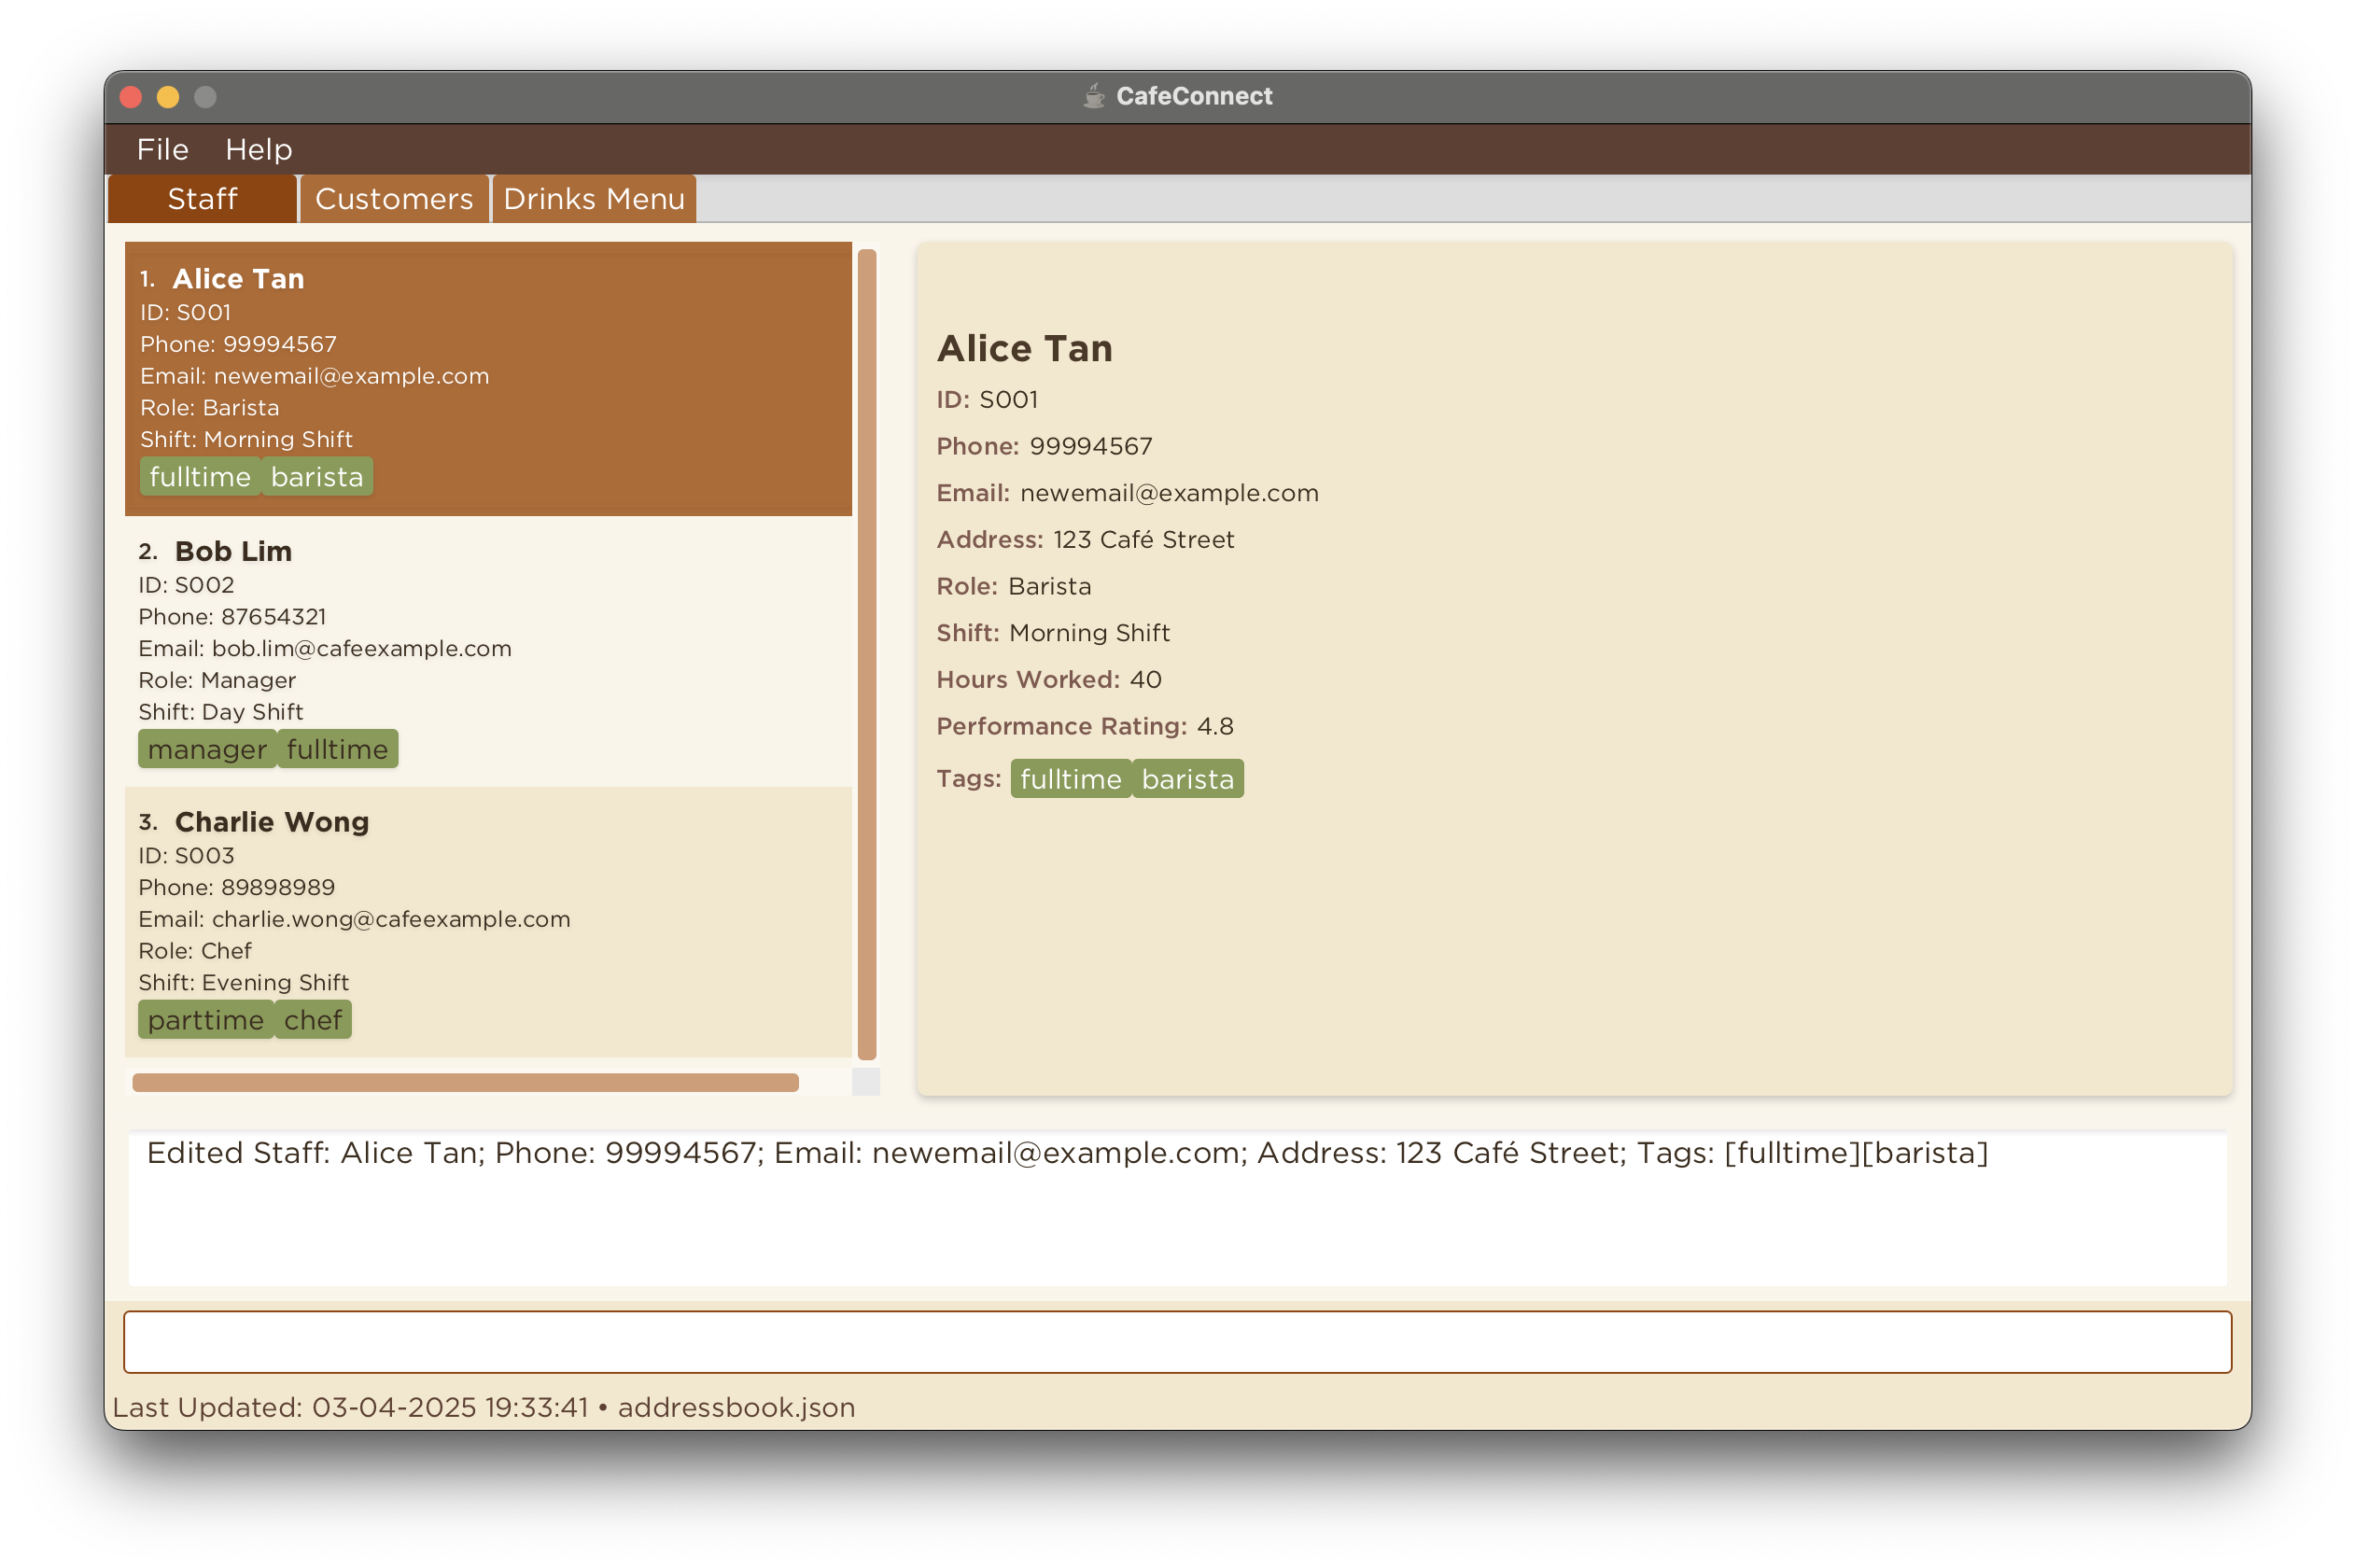 CafeConnect
File Help
Staff Customers Drinks Menu
1. Alice Tan
ID: S001
Phone: 99994567
Email: newemail@example.com
Role: Barista
Shift: Morning Shift
fulltime barista
2. Bob Lim
ID: S002
Phone: 87654321
Email: bob.lim@cafeexample.com
Role: Manager
Shift: Day Shift
manager fulltime
3. Charlie Wong
ID: S003
Phone: 89898989
Email: charlie.wong@cafeexample.com
Role: Chef
Shift: Evening Shift
parttime chef
Alice Tan
ID: S001
Phone: 99994567
Email: newemail@example.com
Address: 123 Café Street
Role: Barista
Shift: Morning Shift
Hours Worked: 40
Performance Rating: 4.8
Tags: fulltime barista
Edited Staff: Alice Tan; Phone: 99994567; Email: newemail@example.com; Address: 123 Café Street; Tags: [fulltime][barista]
Last Updated: 03-04-2025 19:33:41 • addressbook.json